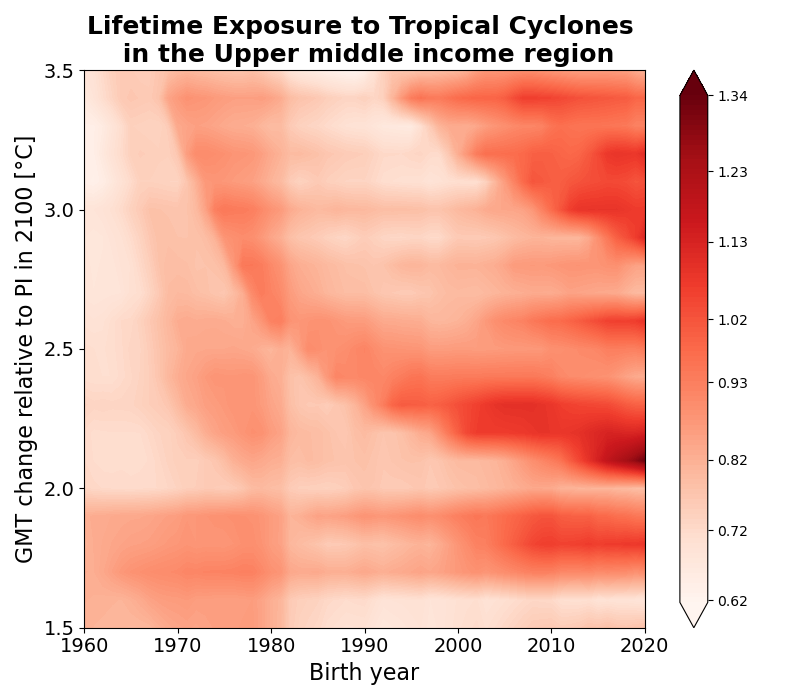 Lifetime Exposure to Tropical Cyclones
in the Upper middle income region
GMT change relative to PI in 2100 [°C]
3.5
3.0
2.5
2.0
1.5
1960 1970 1980 1990 2000 2010 2020
Birth year
1.34
1.23
1.13
1.02
0.93
0.82
0.72
0.62